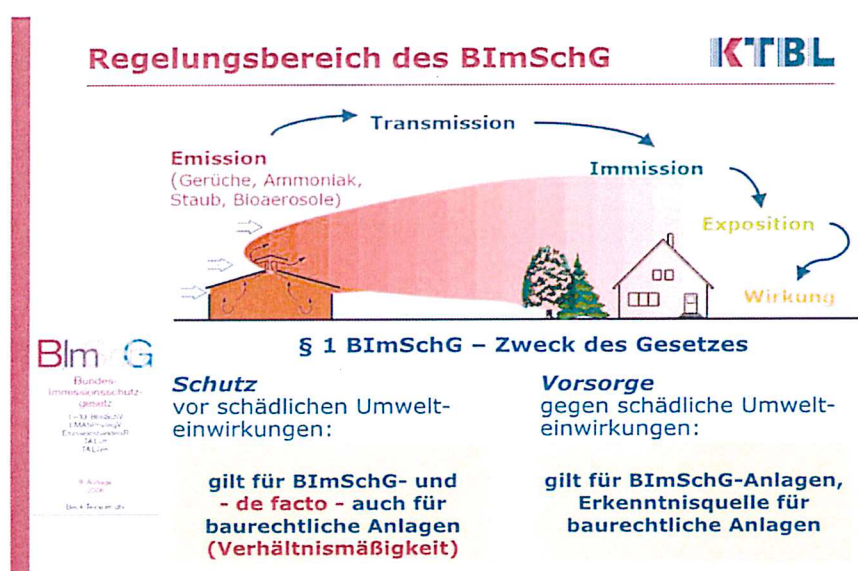 Regelungsbereich des BImSchG
KTBL
Transmission
Emission
(Gerüche, Ammoniak,
Staub, Bioaerosole)
Immission
Exposition
Wirkung
§ 1 BImSchG – Zweck des Gesetzes
BIm G
Bundes-
Immissionsschutz-
gesetz
Schutz
vor schädlichen Umwelt-
einwirkungen:
gilt für BImSchG- und
- de facto - auch für
baurechtliche Anlagen
(Verhältnismäßigkeit)
Vorsorge
gegen schädliche Umwelt-
einwirkungen:
gilt für BImSchG-Anlagen,
Erkenntnisquelle für
baurechtliche Anlagen